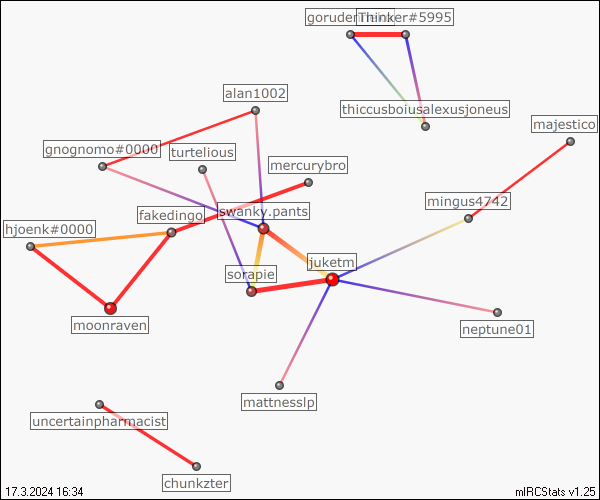 Thinker#5995
thiccusboiusalexusjoneus
alan1002
majestico
gnognomo#0000
turtelious
mercurybro
mingus4742
fakedingo
swanky.pants
hjoenk#0000
juketm
sorapie
moonraven
neptune01
mattnesslp
uncertainpharmacist
chunkzter
17.3.2024 16:34
mIRCStats v1.25